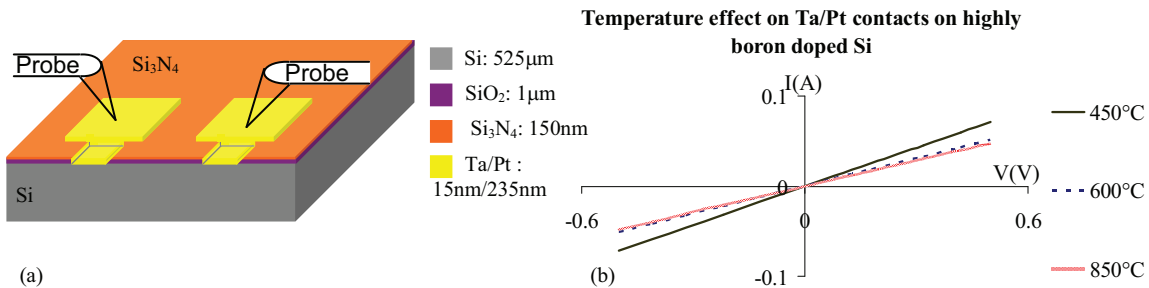 Probe
Si₃N₄
Probe
Si
Si: 525μm
SiO₂: 1μm
Si₃N₄: 150nm
Ta/Pt :
15nm/235nm
(a)
Temperature effect on Ta/Pt contacts on highly
boron doped Si
I(A)
0.1
V(V)
0
-0.6
0
0.6
-0.1
450°C
600°C
850°C
(b)